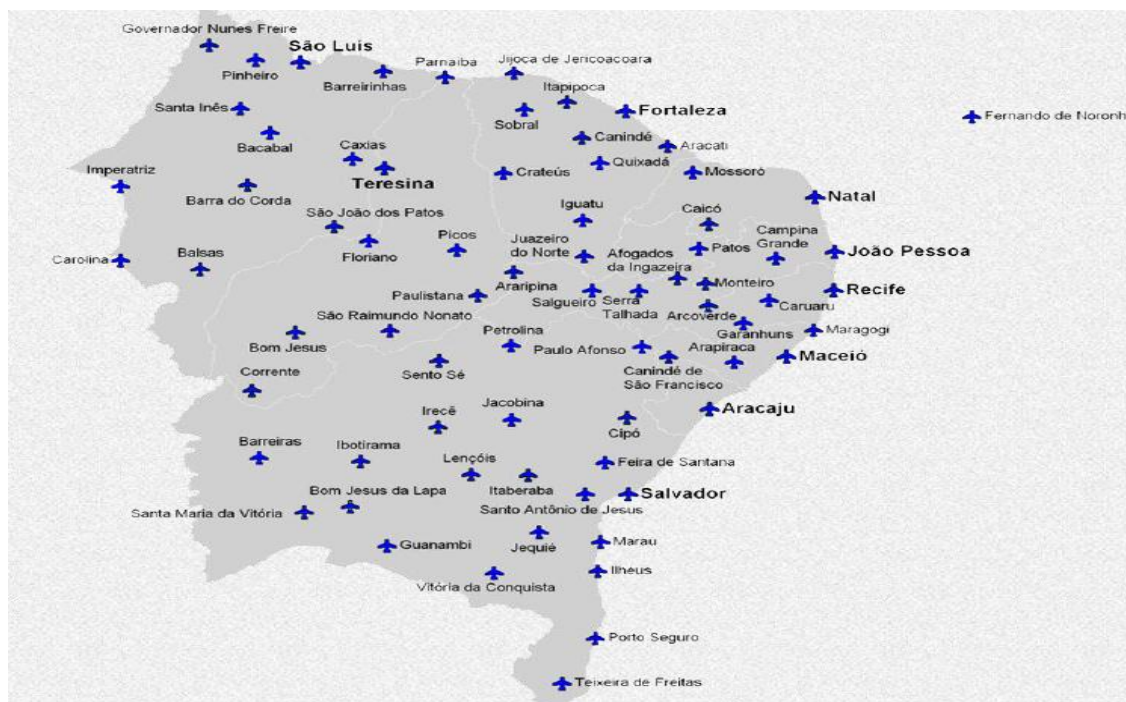 Governador Nunes Freire
São Luis
Pinheiro
Barreirinhas
Parnaiba
Jijoca de Jericoacoara
Itapipoca
Fortaleza
Sobral
Santa Inês
Bacabal
Canindé
Aracati
Fernando de Noronh
Imperatriz
Caxias
Teresina
Crateús
Quixadá
Mossoró
Barra do Corda
São João dos Patos
Iguatu
Caicó
Natal
Carolina
Balsas
Floriano
Picos
Juazeiro
do Norte
Afogados
da Ingazeira
Patos
Campina
Grande
João Pessoa
Araripina
Monteiro
Recife
Paulistana
Salgueiro
Serra
Talhada
Arcoverde
Caruaru
São Raimundo Nonato
Garanhuns
Maragogi
Bom Jesus
Petrolina
Paulo Afonso
Arapiraca
Maceió
Corrente
Sento Sé
Canindé de
São Francisco
Irecê
Jacobina
Cipó
Aracaju
Barreiras
Ibotirama
Lençóis
Itaberaba
Feira de Santana
Bom Jesus da Lapa
Salvador
Santa Maria da Vitória
Santo Antônio de Jesus
Guanambi
Jequié
Marau
Vitória da Conquista
Ilheus
Porto Seguro
Teixeira de Freitas